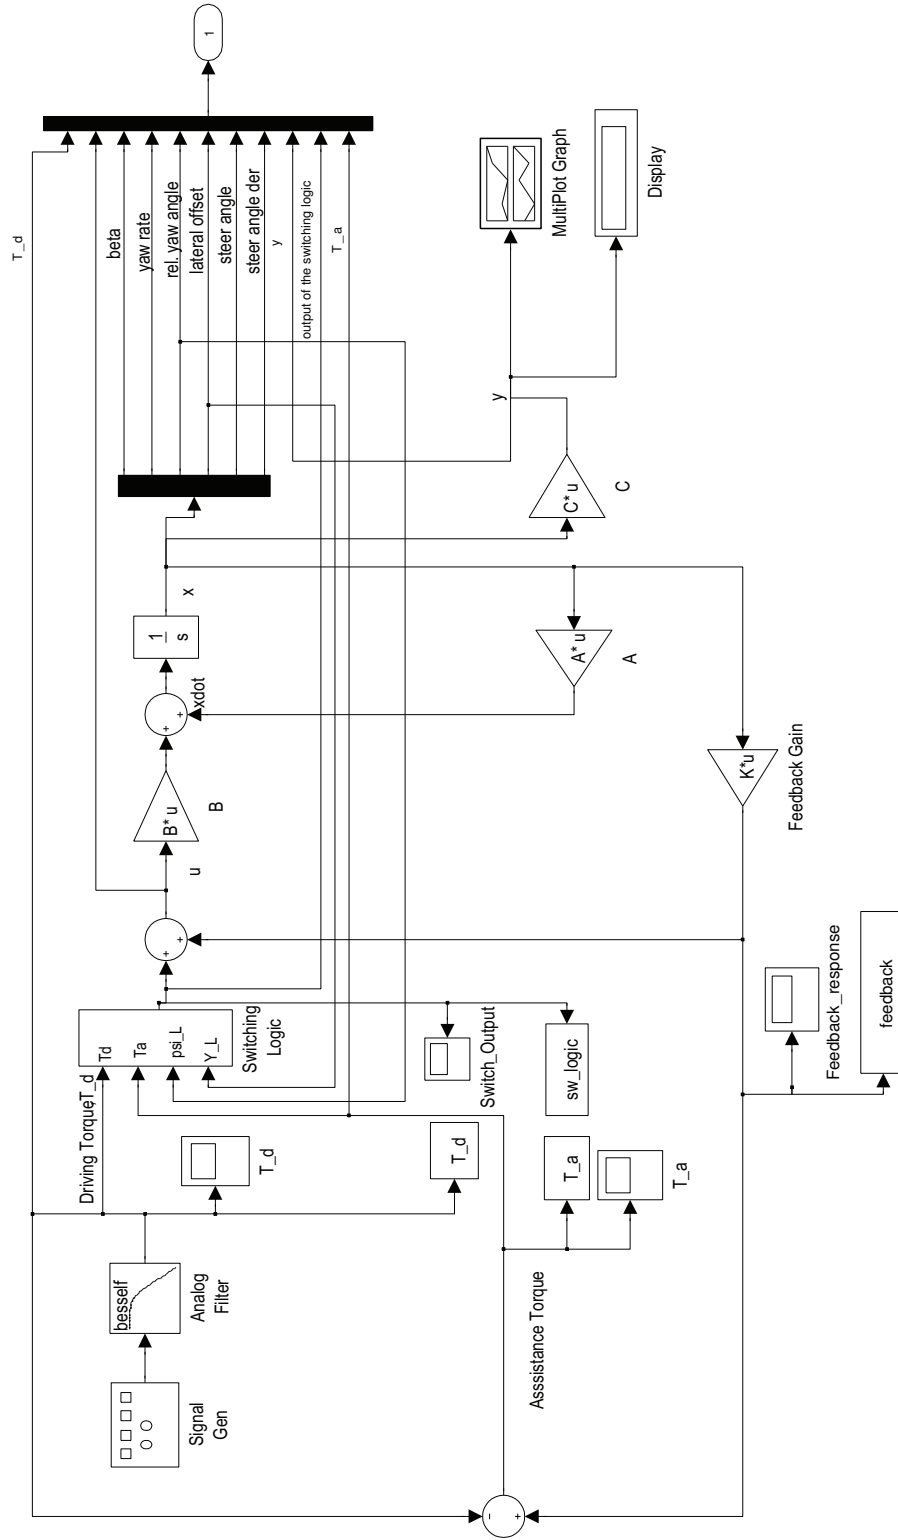 1
T_d
beta
yaw rate
rel. yaw angle
lateral offset
steer angle
steer angle der
y
output of the switching logic
T_a
MultiPlot Graph
Display
y
C* u
C
x
1
s
xdot
+
+
A* u
A
B* u
B
u
K*u
Feedback Gain
+
+
Td
Ta
psi_L
Y_L
Switching
Logic
Driving Torque,T_d
Switch_Output
sw_logic
Feedback_response
feedback
T_d
T_d
T_a
T_a
besself
Analog
Filter
Signal
Gen
Asssistance Torque
−
+